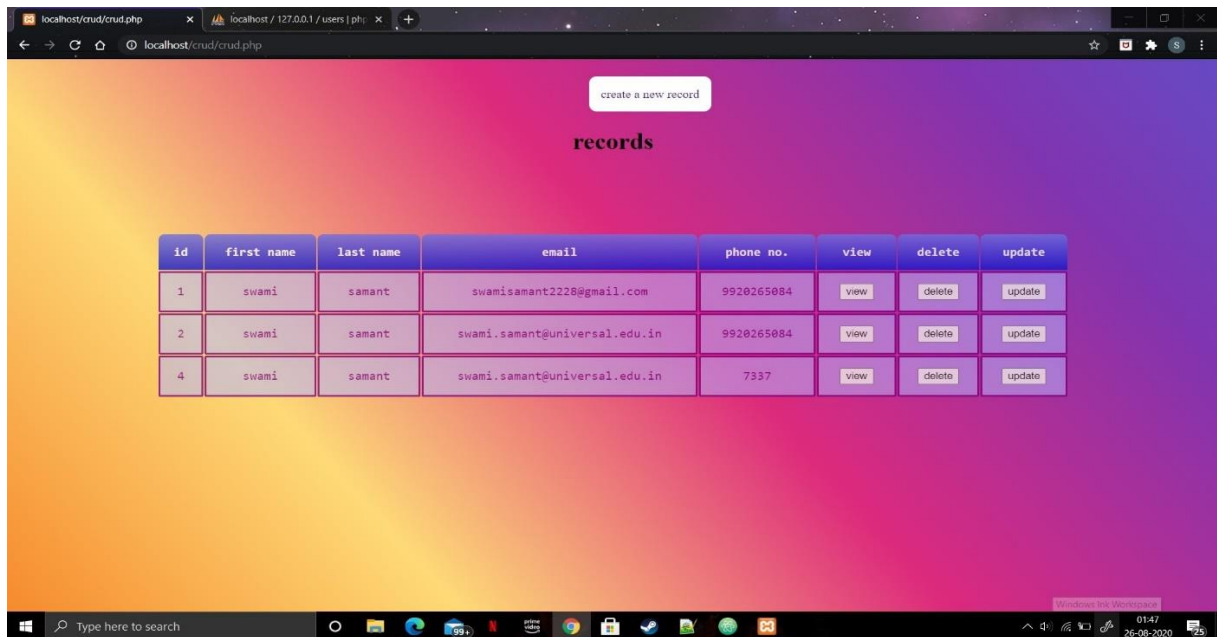 localhost/crud/crud.php
localhost / 127.0.0.1 / users | php
localhost/crud/crud.php
S
create a new record
records
id first name last name email phone no. view delete update
1 swami samant swamisamant2228@gmail.com 9920265084 view delete update
2 swami samant swami.samant@universal.edu.in 9920265084 view delete update
4 swami samant swami.samant@universal.edu.in 7337 view delete update
Windows Ink Workspace
Type here to search
99+
N
prime video
01:47
26-08-2020
25